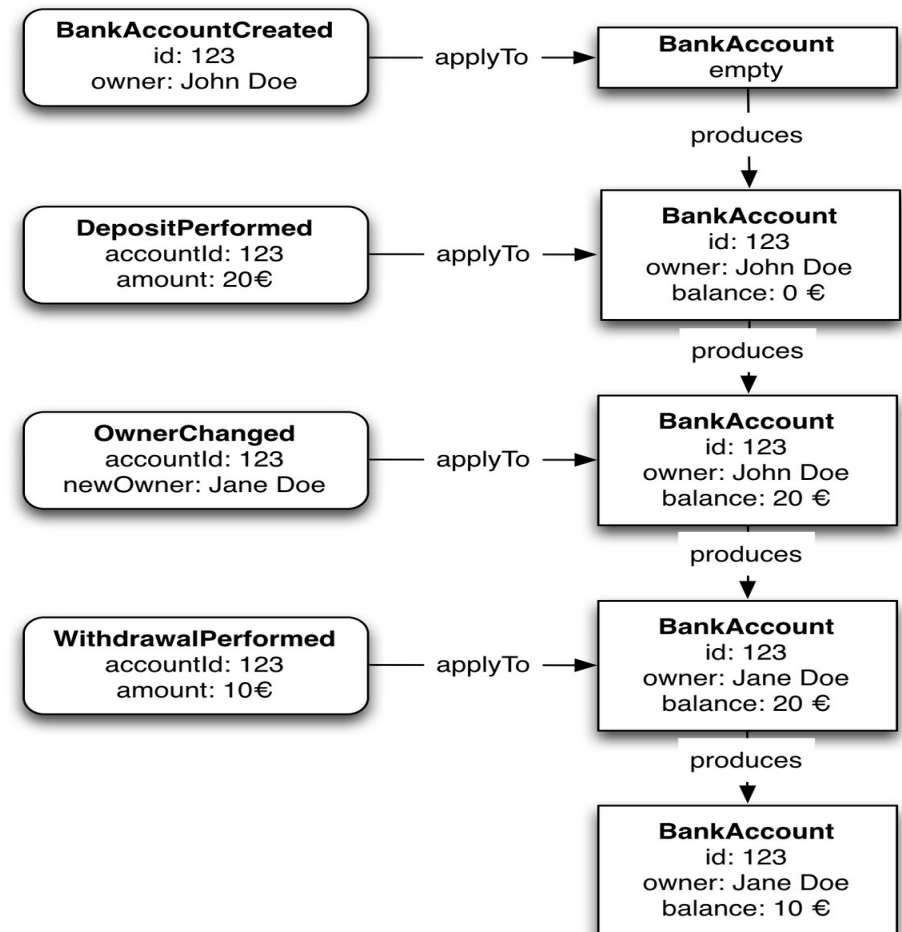 BankAccountCreated
id: 123
owner: John Doe
applyTo
BankAccount
empty
produces
DepositPerformed
accountId: 123
amount: 20€
applyTo
BankAccount
id: 123
owner: John Doe
balance: 0 €
produces
OwnerChanged
accountId: 123
newOwner: Jane Doe
applyTo
BankAccount
id: 123
owner: John Doe
balance: 20 €
produces
WithdrawalPerformed
accountId: 123
amount: 10€
applyTo
BankAccount
id: 123
owner: Jane Doe
balance: 20 €
produces
BankAccount
id: 123
owner: Jane Doe
balance: 10 €